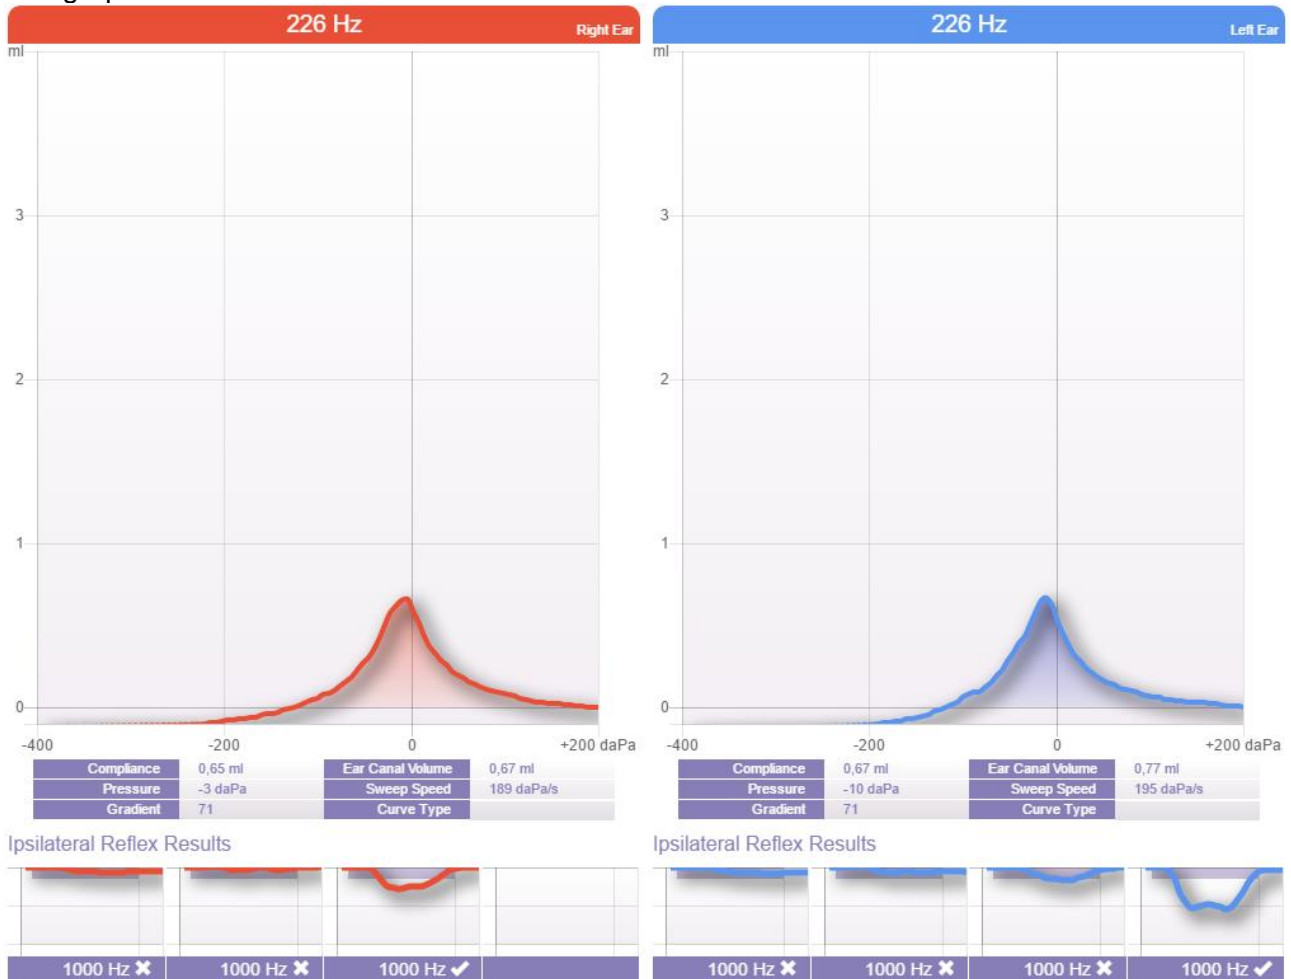 226 Hz
Right Ear
ml
3
2
1
0
-400
-200
0
+200 daPa
Compliance 0,65 ml Ear Canal Volume 0,67 ml
Pressure -3 daPa Sweep Speed 189 daPa/s
Gradient 71 Curve Type
Ipsilateral Reflex Results
1000 Hz ✖ 1000 Hz ✖ 1000 Hz ✔
226 Hz
Left Ear
ml
3
2
1
0
-400
-200
0
+200 daPa
Compliance 0,67 ml Ear Canal Volume 0,77 ml
Pressure -10 daPa Sweep Speed 195 daPa/s
Gradient 71 Curve Type
Ipsilateral Reflex Results
1000 Hz ✖ 1000 Hz ✖ 1000 Hz ✖ 1000 Hz ✔